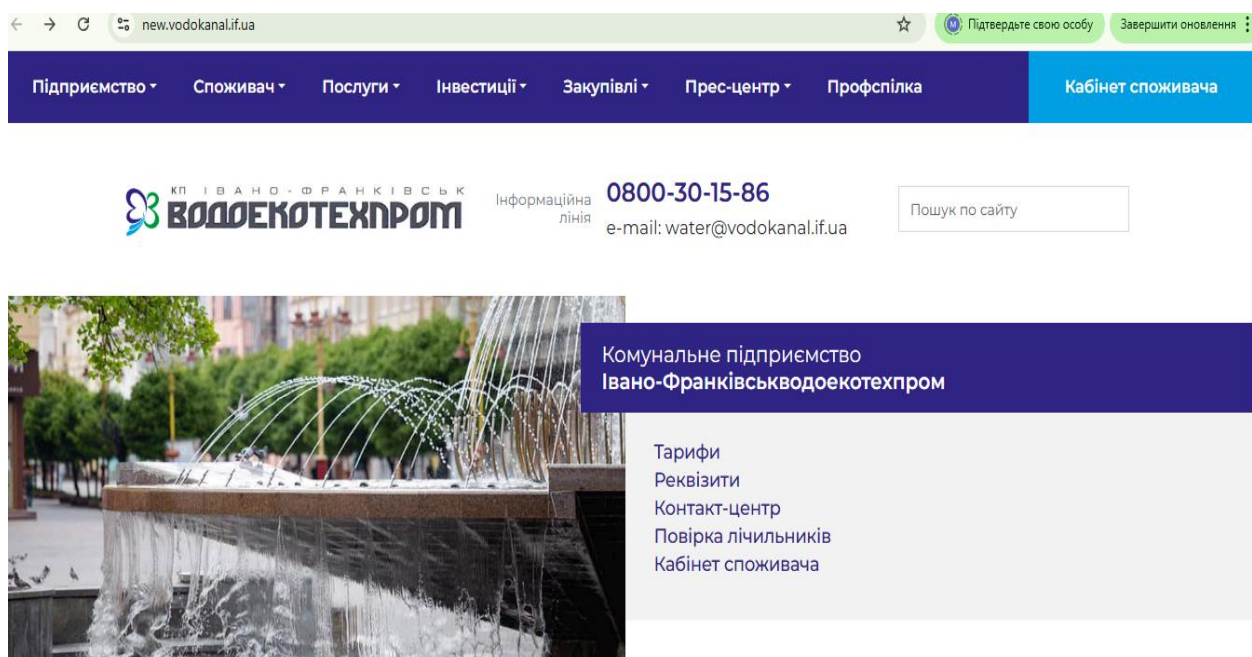 new.vodokanal.if.ua
M Підтвердьте свою особу
Завершити оновлення
Підприємство Споживач Послуги Інвестиції Закупівлі Прес-центр Профспілка Кабінет споживача
КП ІВАНО-ФРАНКІВСЬК
ВОДОЕКОТЕХПРОМ
Інформаційна
лінія
0800-30-15-86
e-mail: water@vodokanal.if.ua
Пошук по сайту
Комунальне підприємство
Івано-Франківськводоекотехпром
Тарифи
Реквізити
Контакт-центр
Повірка лічильників
Кабінет споживача